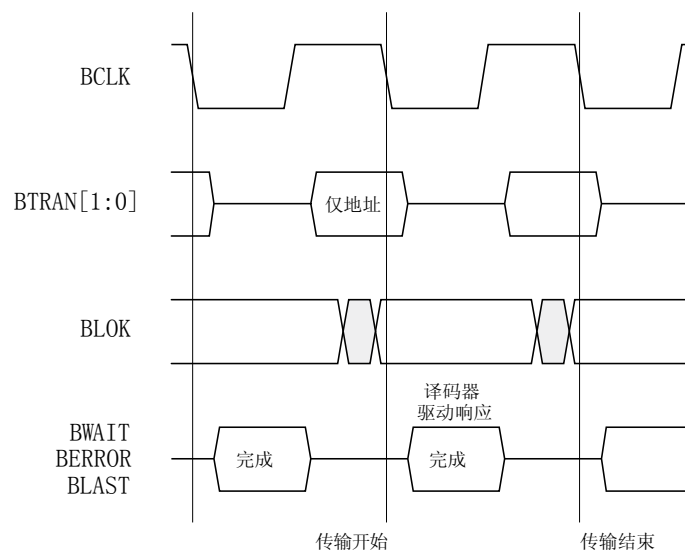 BCLK
BTRAN[1:0]
仅地址
BLOK
译码器
驱动响应
BWAIT
BERROR
BLAST
完成
完成
传输开始
传输结束